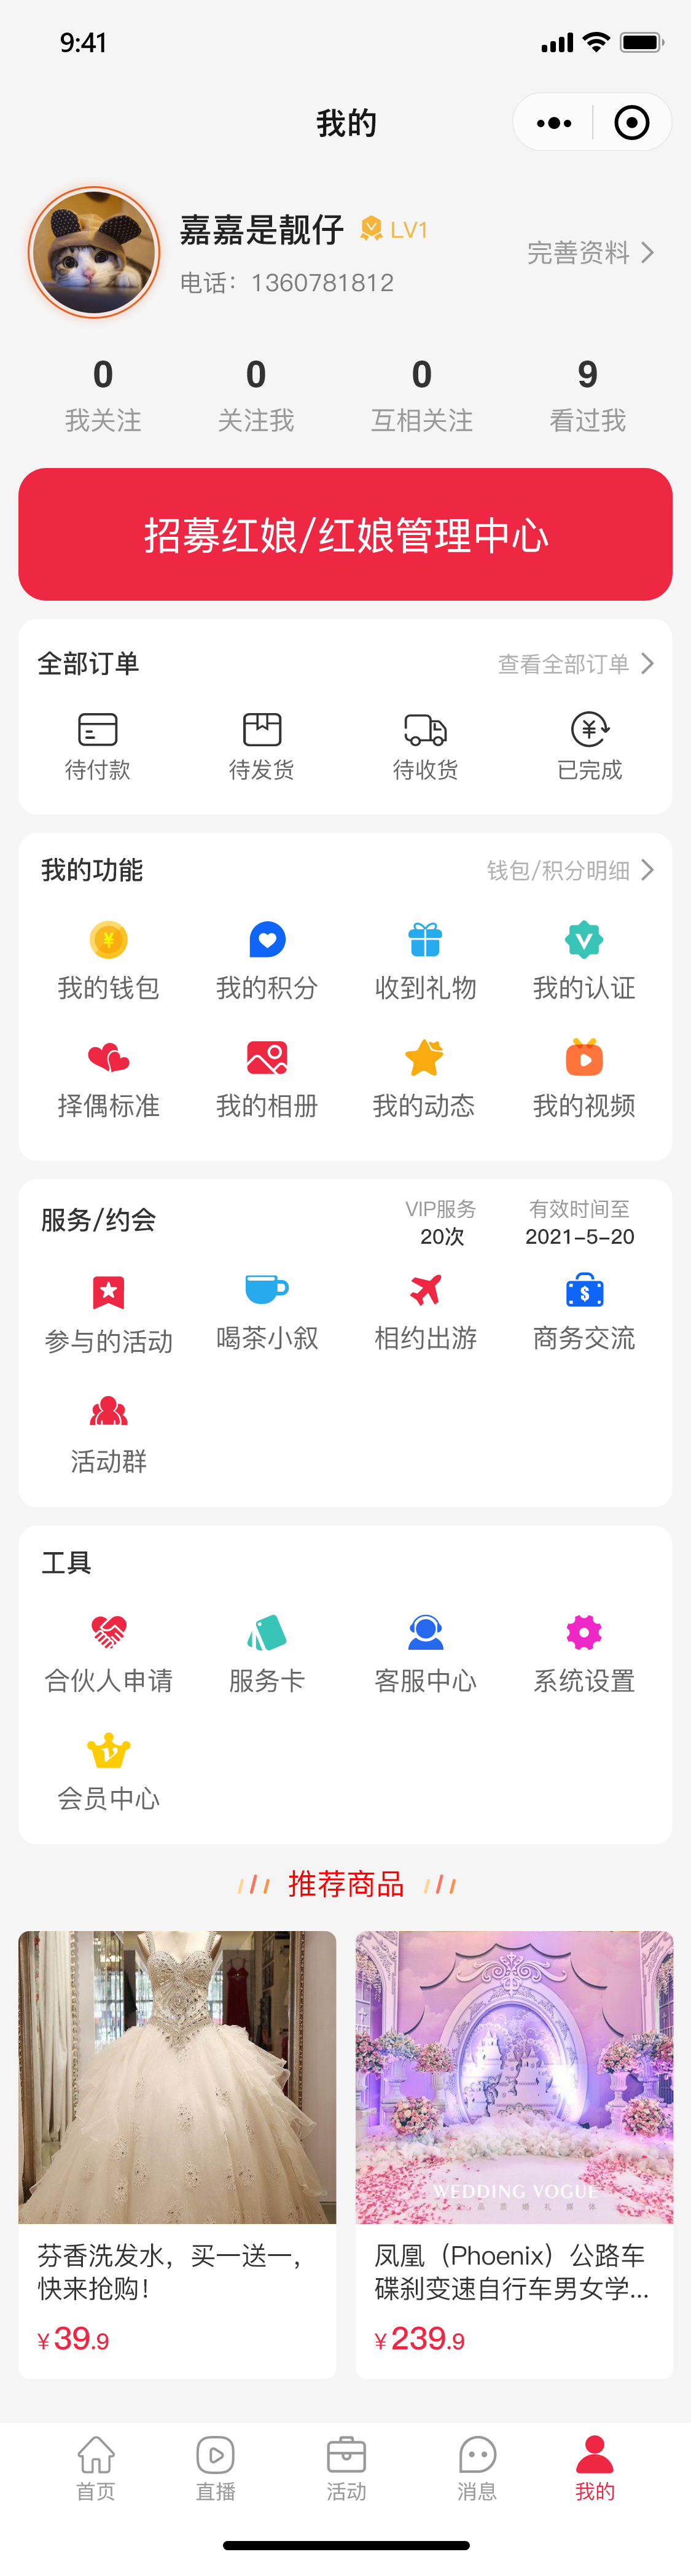 9:41
我的
嘉嘉是靓仔 LV1
电话：1360781812
完善资料
0 0 0 9
我关注 关注我 互相关注 看过我
招募红娘/红娘管理中心
全部订单 查看全部订单
待付款 待发货 待收货 已完成
我的功能 钱包/积分明细
我的钱包 我的积分 收到礼物 我的认证
择偶标准 我的相册 我的动态 我的视频
服务/约会
VIP服务 有效时间至
20次 2021-5-20
参与的活动 喝茶小叙 相约出游 商务交流
活动群
工具
合伙人申请 服务卡 客服中心 系统设置
会员中心
推荐商品
WEDDING VOGUE
芬香洗发水，买一送一，
快来抢购！
¥39.9
凤凰（Phoenix）公路车
碟刹变速自行车男女学...
¥239.9
首页 直播 活动 消息 我的